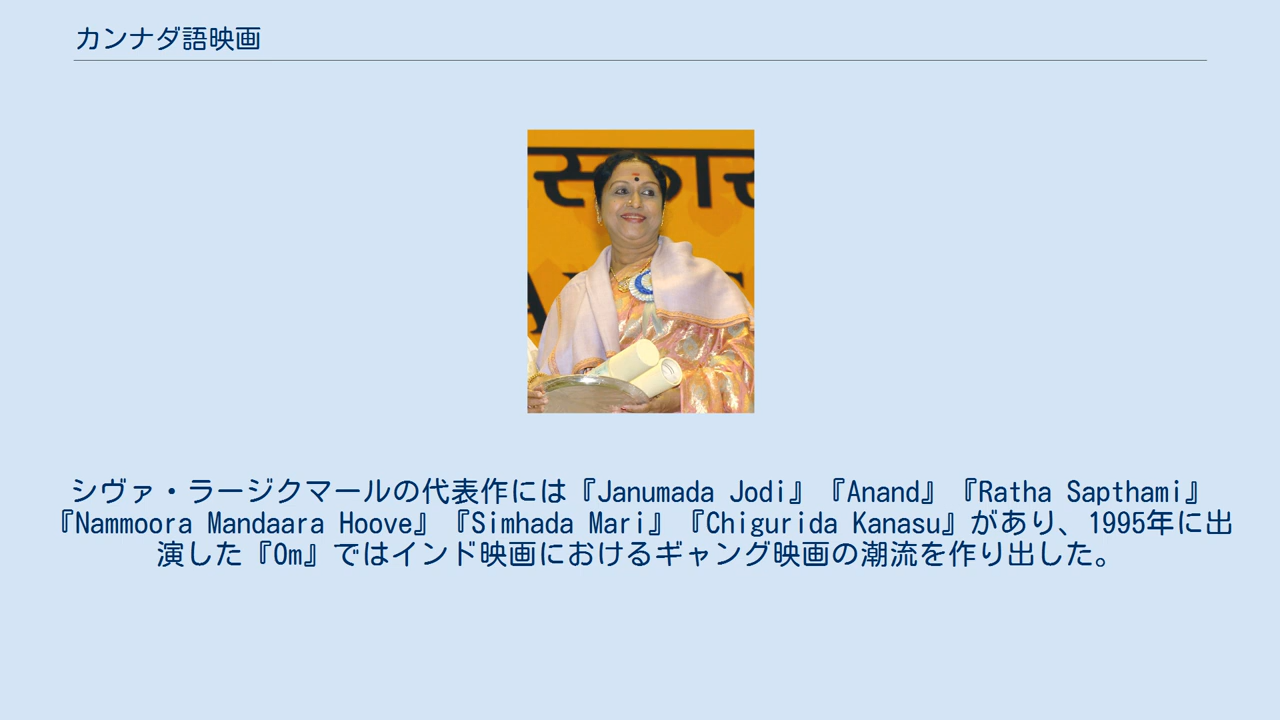 カンナダ語映画
स्कार
シヴァ・ラージクマールの代表作には『Janumada Jodi』『Anand』『Ratha Sapthami』
『Nammoora Mandaara Hoove』『Simhada Mari』『Chigurida Kanasu』があり、1995年に出
演した『Om』ではインド映画におけるギャング映画の潮流を作り出した。